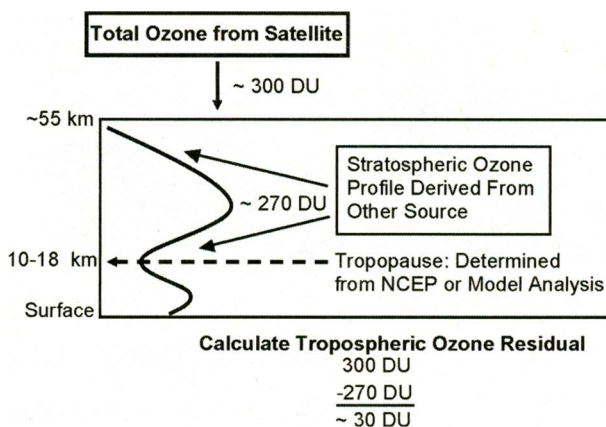 Total Ozone from Satellite
~ 300 DU
~55 km
Stratospheric Ozone
Profile Derived From
Other Source
~ 270 DU
10-18 km
Tropopause: Determined
from NCEP or Model Analysis
Surface
Calculate Tropospheric Ozone Residual
300 DU
-270 DU
~ 30 DU